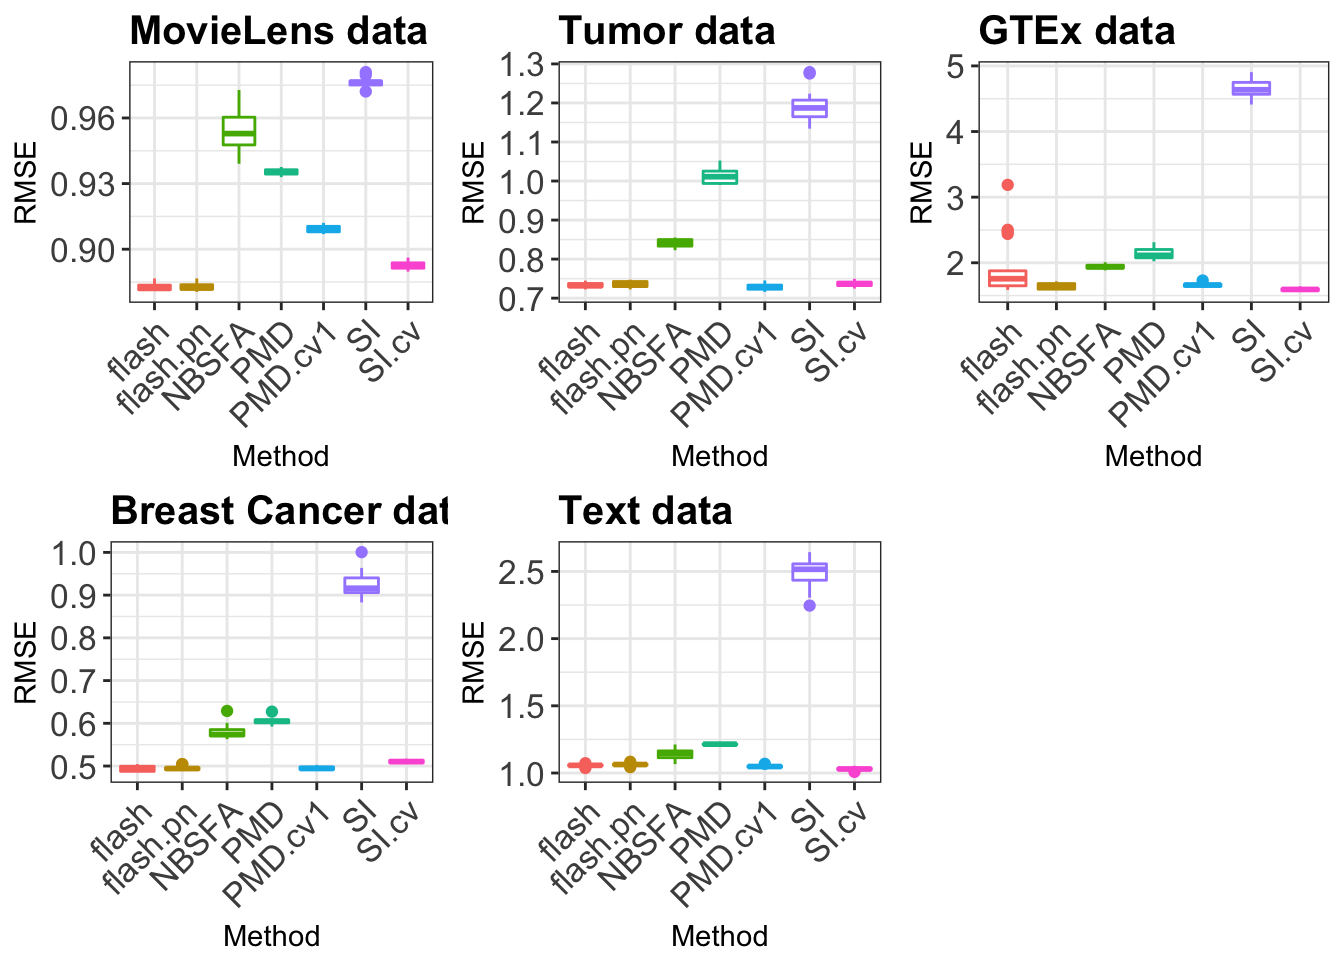 MovieLens data
RMSE
0.96
0.93
0.90
flash
flash.pn
NBSFA
PMD
PMD.cv1
SI
SI.cv
Method
Tumor data
RMSE
1.3
1.2
1.1
1.0
0.9
0.8
0.7
flash
flash.pn
NBSFA
PMD
PMD.cv1
SI
SI.cv
Method
GTEx data
RMSE
5
4
3
2
flash
flash.pn
NBSFA
PMD
PMD.cv1
SI
SI.cv
Method
Breast Cancer dat
RMSE
1.0
0.9
0.8
0.7
0.6
0.5
flash
flash.pn
NBSFA
PMD
PMD.cv1
SI
SI.cv
Method
Text data
RMSE
2.5
2.0
1.5
1.0
flash
flash.pn
NBSFA
PMD
PMD.cv1
SI
SI.cv
Method